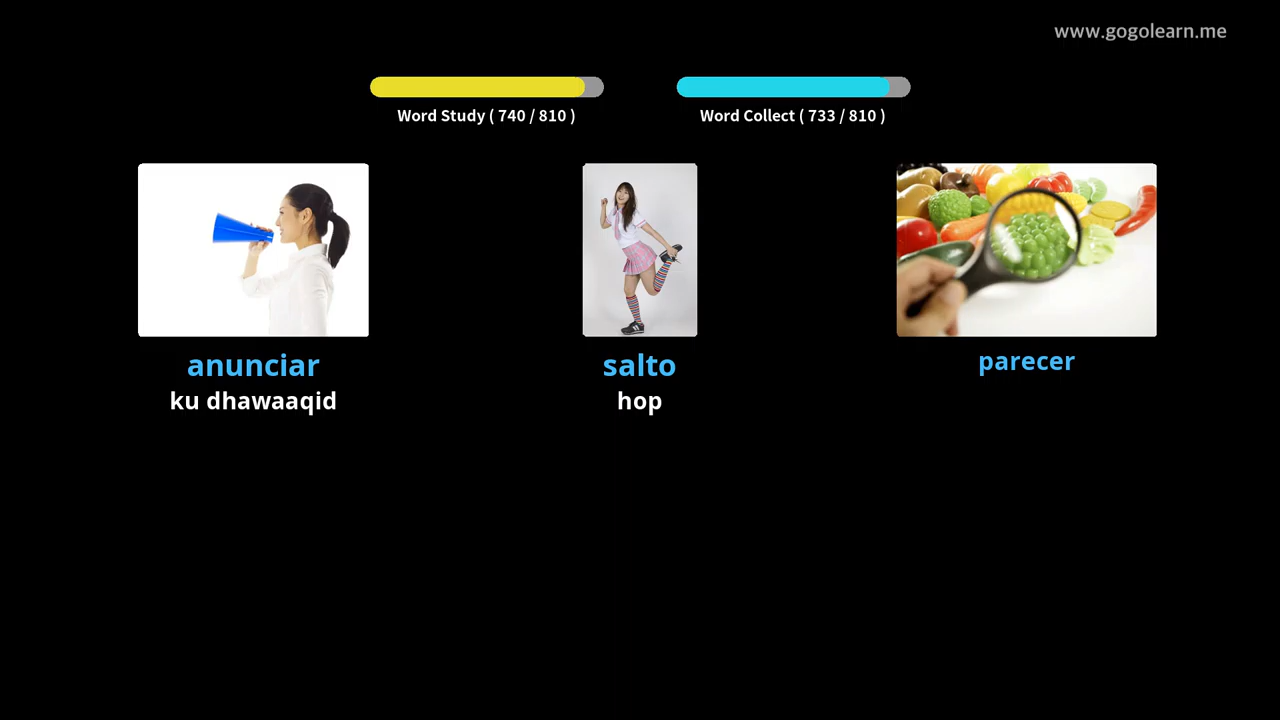 www.gogolearn.me
Word Study ( 740 / 810 )
Word Collect ( 733 / 810 )
anunciar
ku dhawaaqid
salto
hop
parecer